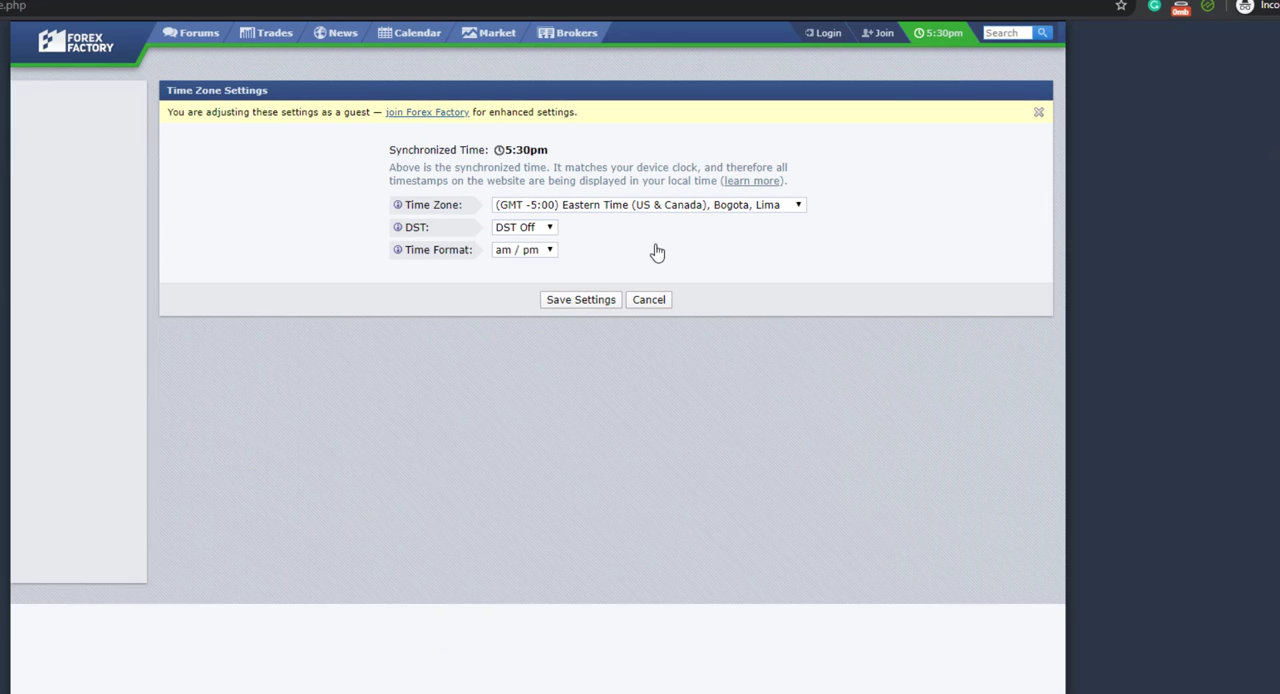 e.php
0mb
Inco
FOREX
FACTORY
Forums
Trades
News
Calendar
Market
Brokers
Login
Join
5:30pm
Search
Time Zone Settings
You are adjusting these settings as a guest — join Forex Factory for enhanced settings.
Synchronized Time: 5:30pm
Above is the synchronized time. It matches your device clock, and therefore all
timestamps on the website are being displayed in your local time (learn more).
Time Zone: (GMT -5:00) Eastern Time (US & Canada), Bogota, Lima
DST: DST Off
Time Format: am / pm
Save Settings Cancel